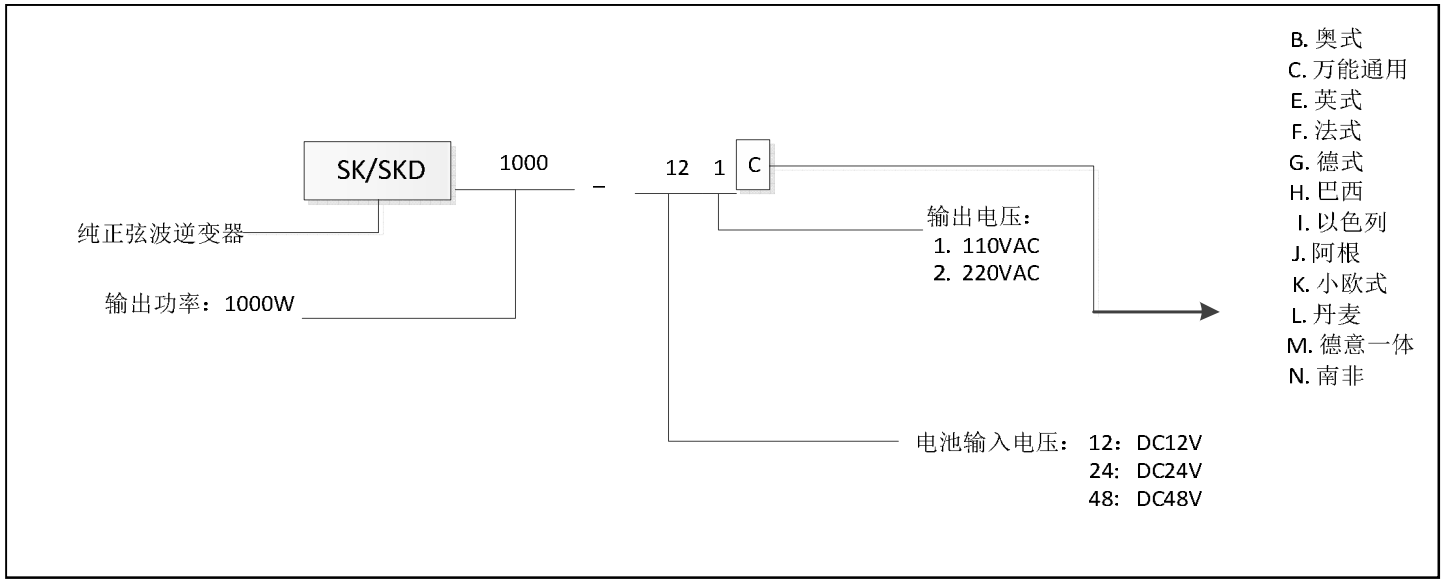 SK/SKD
1000
–
12 1
C
纯正弦波逆变器
输出功率：1000W
输出电压：
1. 110VAC
2. 220VAC
电池输入电压：12：DC12V
24：DC24V
48：DC48V
B. 奥式
C. 万能通用
E. 英式
F. 法式
G. 德式
H. 巴西
I. 以色列
J. 阿根
K. 小欧式
L. 丹麦
M. 德意一体
N. 南非